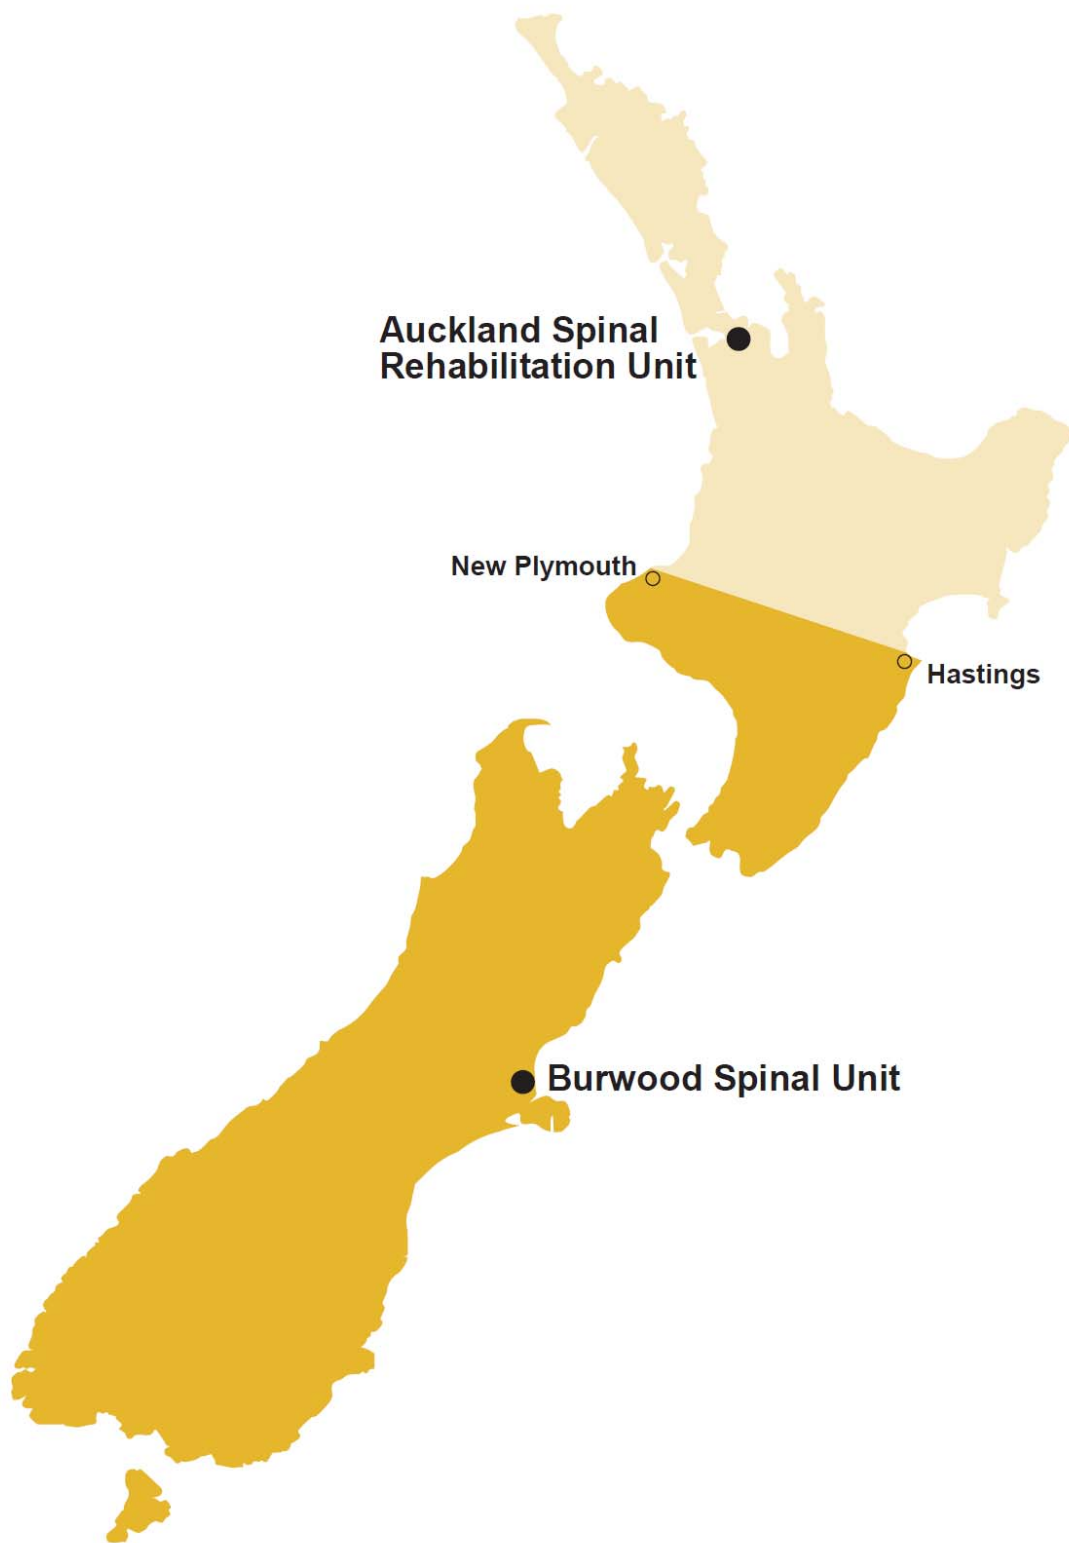 Auckland Spinal
Rehabilitation Unit
New Plymouth
Hastings
Burwood Spinal Unit